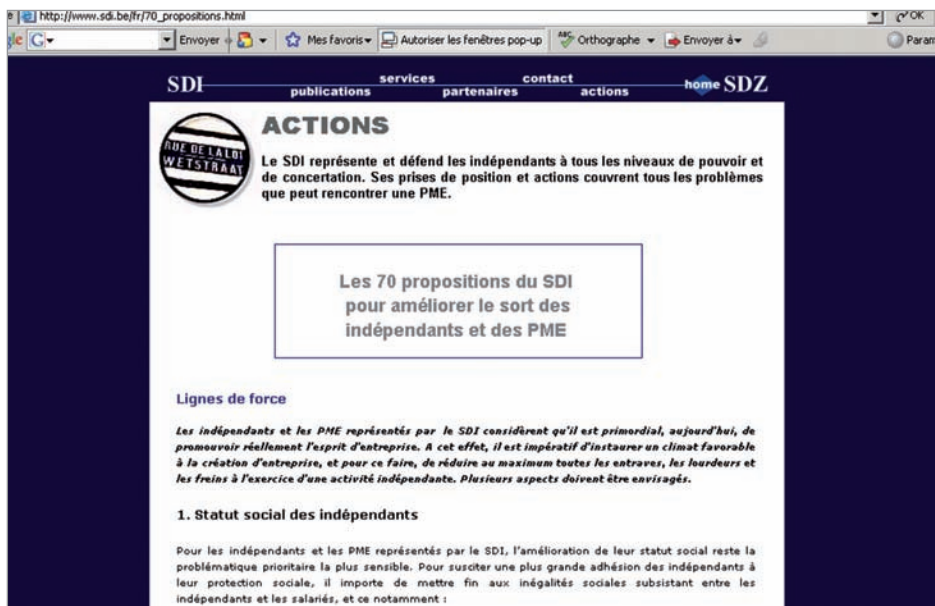 http://www.sdi.be/fr/70_propositions.html OK
gle G Envoyer Mes favoris Autoriser les fenêtres pop-up ABC Orthographe Envoyer à Param
SDI services contact home SDZ
publications partenaires actions
RUE DE LA LOI
WETSTRAAT
ACTIONS
Le SDI représente et défend les indépendants à tous les niveaux de pouvoir et
de concertation. Ses prises de position et actions couvrent tous les problèmes
que peut rencontrer une PME.
Les 70 propositions du SDI
pour améliorer le sort des
indépendants et des PME
Lignes de force
Les indépendants et les PME représentés par le SDI considèrent qu'il est primordial, aujourd'hui, de
promouvoir réellement l'esprit d'entreprise. A cet effet, il est impératif d'instaurer un climat favorable
à la création d'entreprise, et pour ce faire, de réduire au maximum toutes les entraves, les lourdeurs et
les freins à l'exercice d'une activité indépendante. Plusieurs aspects doivent être envisagés.
1. Statut social des indépendants
Pour les indépendants et les PME représentés par le SDI, l'amélioration de leur statut social reste la
problématique prioritaire la plus sensible. Pour susciter une plus grande adhésion des indépendants à
leur protection sociale, il importe de mettre fin aux inégalités sociales subsistant entre les
indépendants et les salariés, et ce notamment :